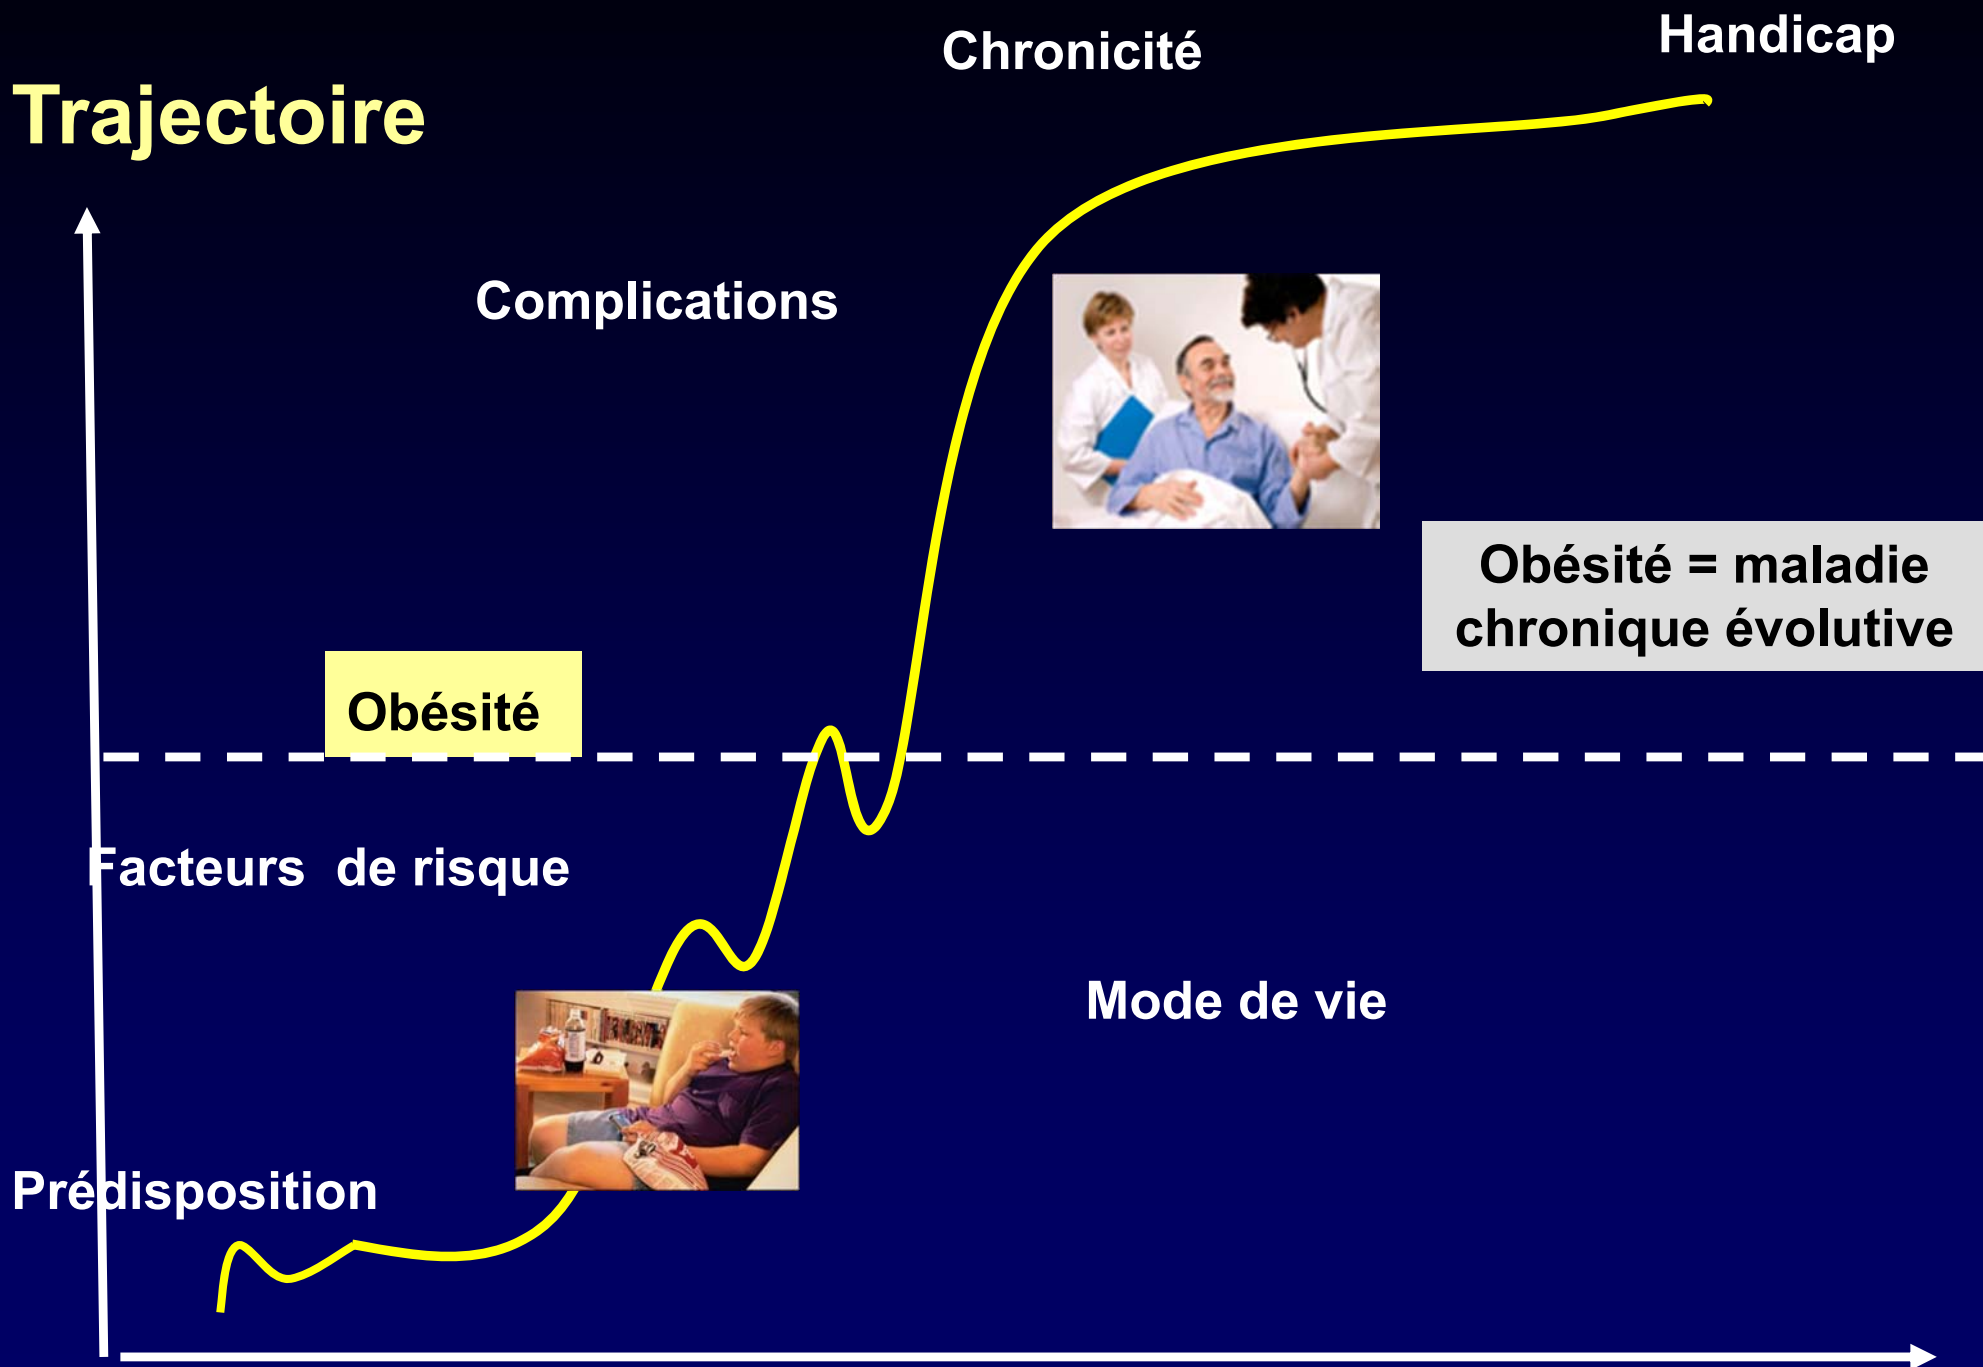 Chronicité
Handicap
Trajectoire
Complications
Obésité = maladie
chronique évolutive
Obésité
Facteurs de risque
Mode de vie
Prédisposition